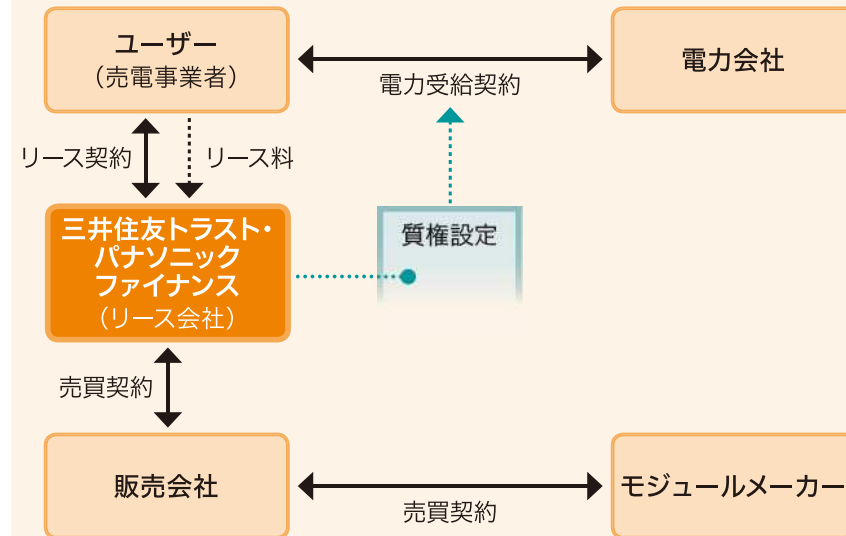 ユーザー
（売電事業者）
電力会社
電力受給契約
リース契約
リース料
三井住友トラスト・
パナソニック
ファイナンス
（リース会社）
質権設定
売買契約
販売会社
モジュールメーカー
売買契約